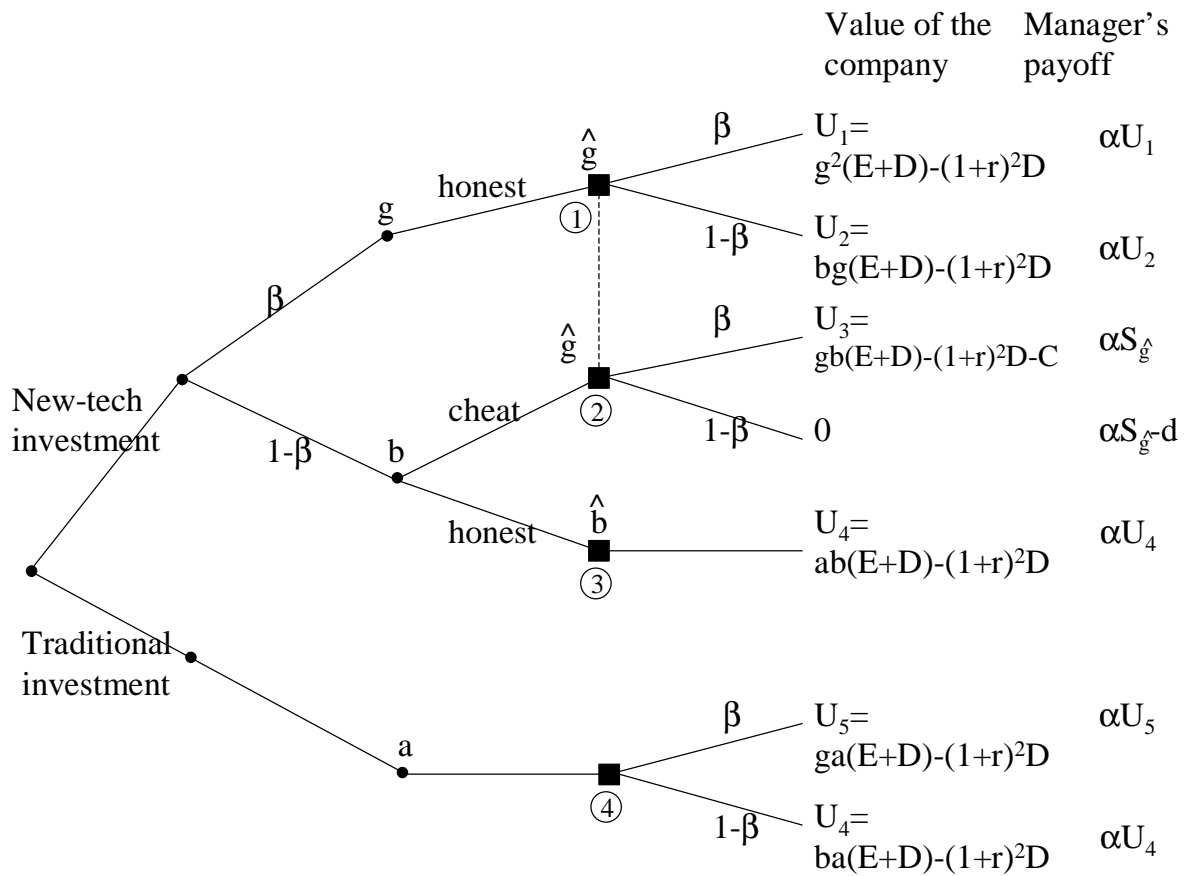 Value of the company
Manager's payoff
β
U₁=
αU₁
ĝ
g²(E+D)-(1+r)²D
honest
g
①
1-β
U₂=
αU₂
bg(E+D)-(1+r)²D
β
β
U₃=
αS_ĝ
ĝ
gb(E+D)-(1+r)²D-C
New-tech
investment
cheat
②
1-β
b
1-β
0
αS_ĝ-d
honest
b̂
U₄=
αU₄
ab(E+D)-(1+r)²D
③
Traditional
investment
β
U₅=
αU₅
a
ga(E+D)-(1+r)²D
④
1-β
U₄=
αU₄
ba(E+D)-(1+r)²D